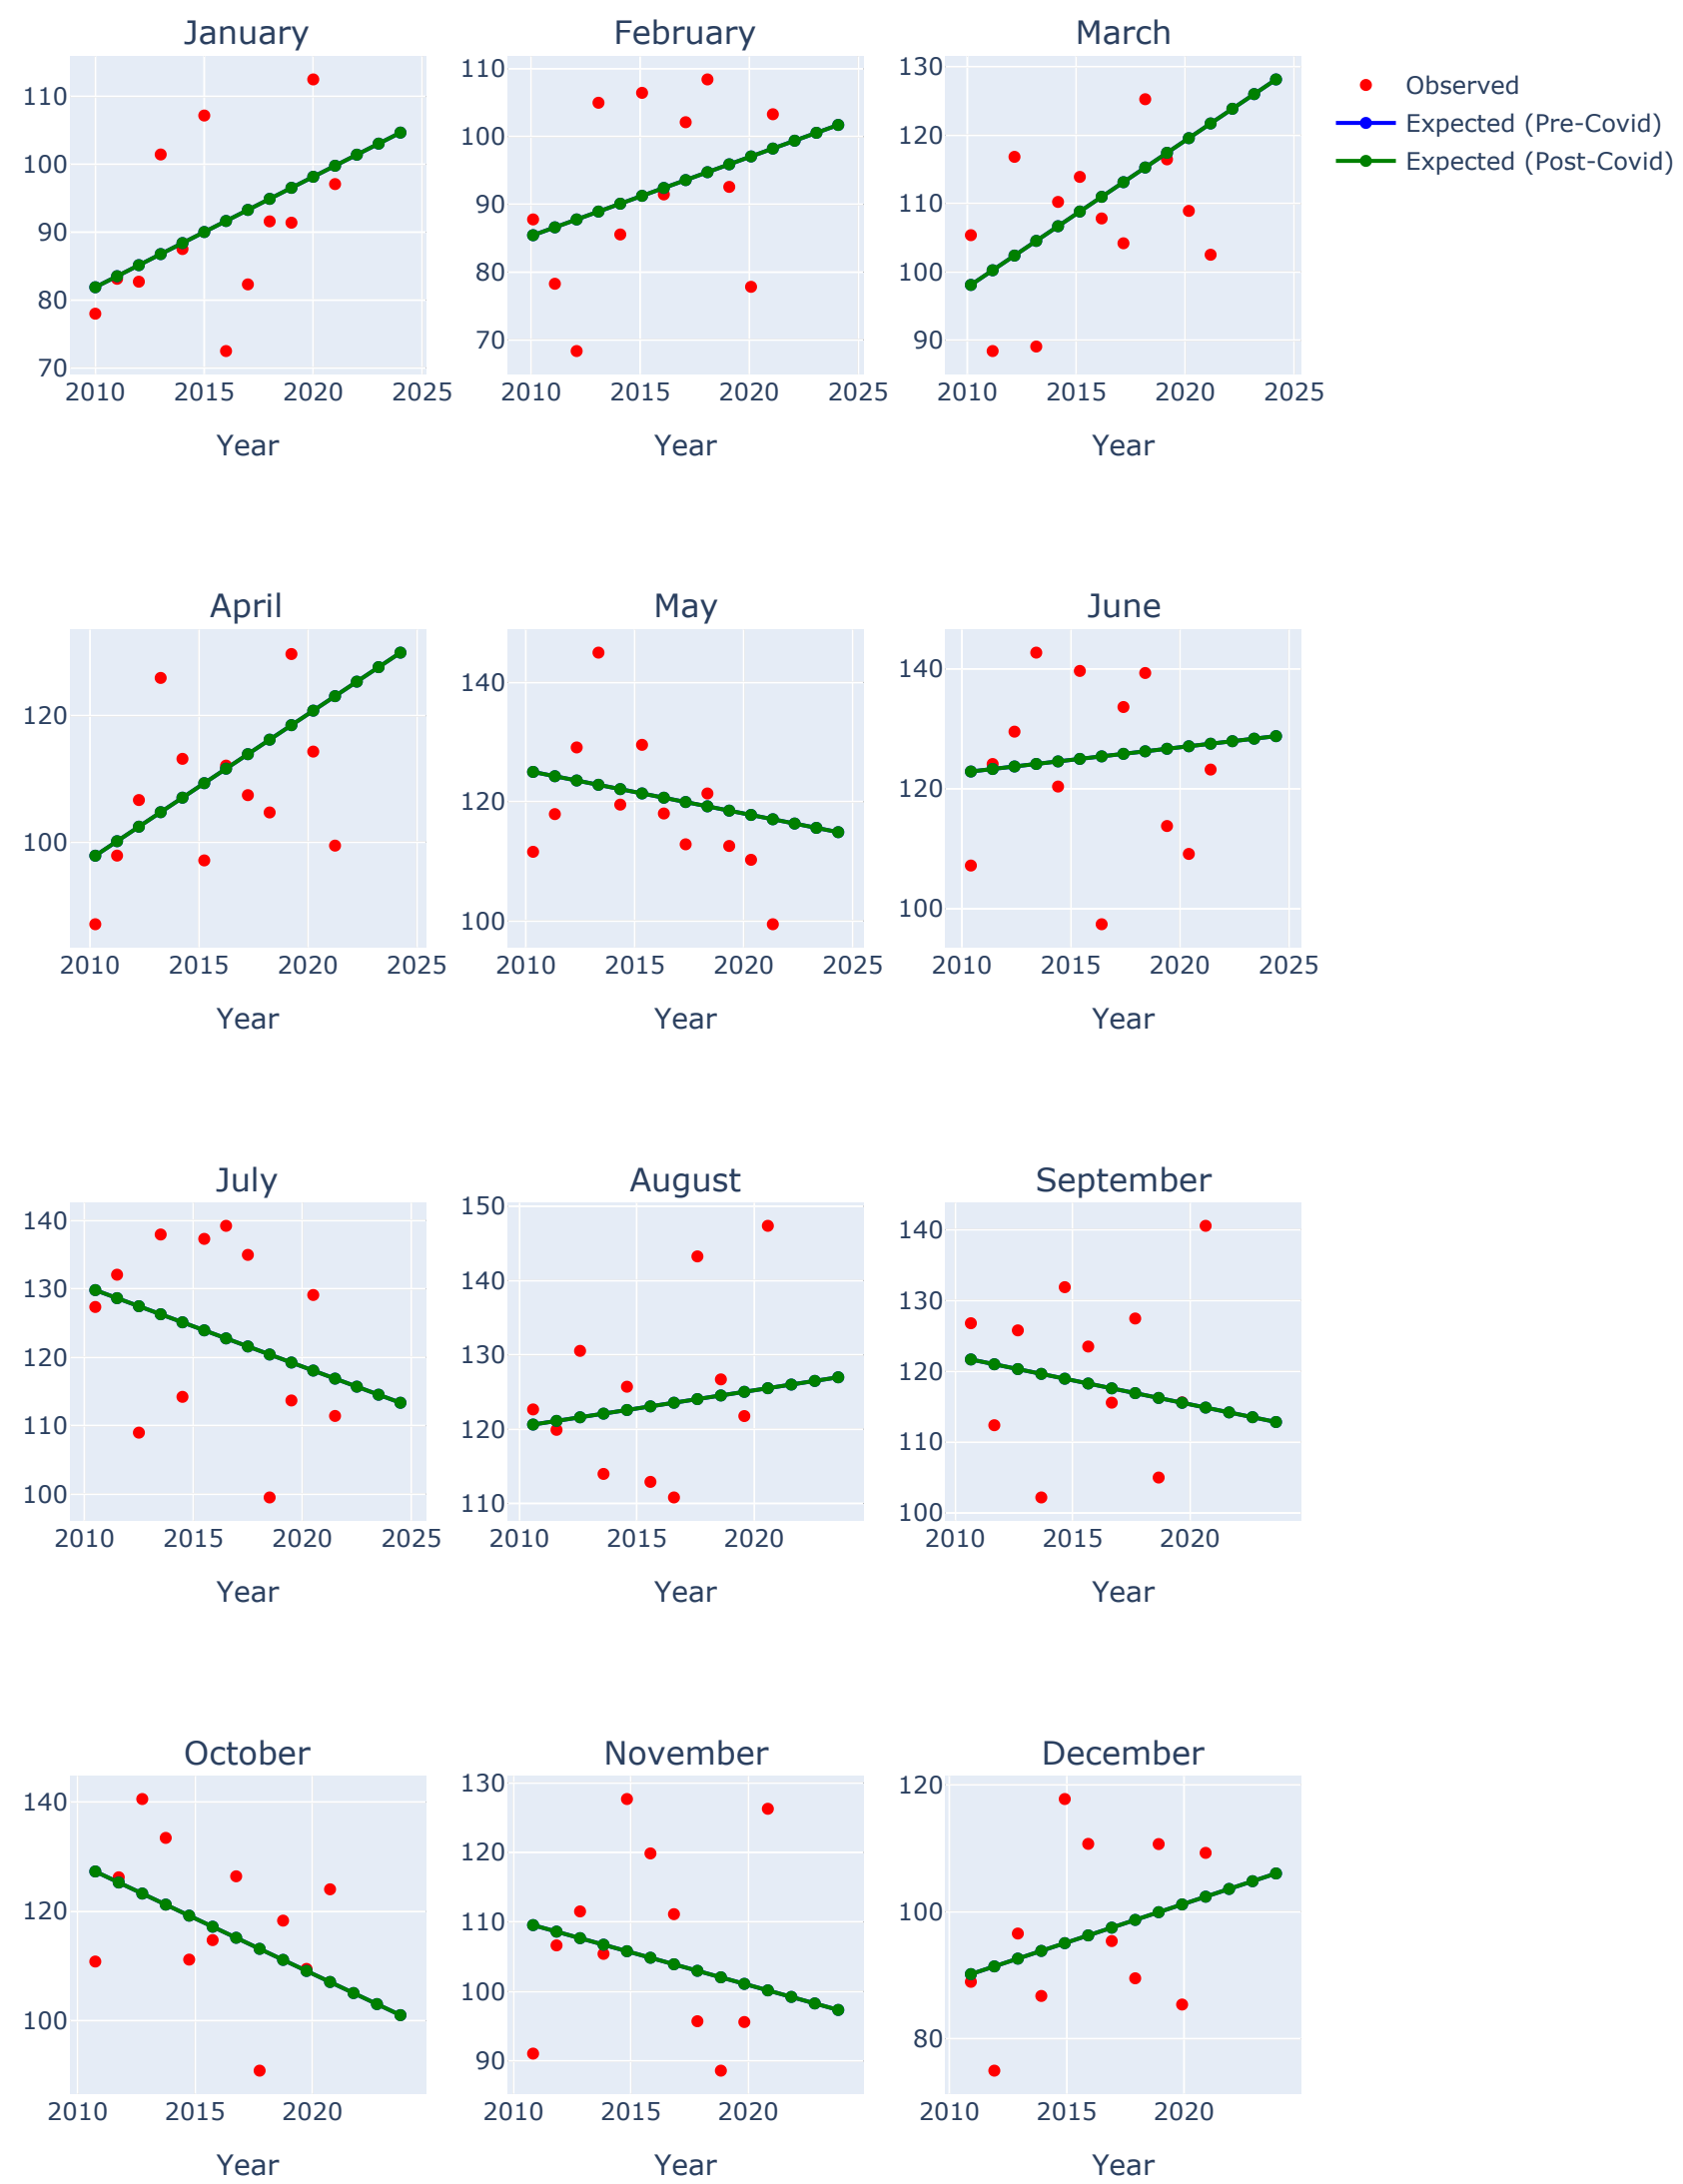 January
February
March
110
100
90
80
70
2010 2015 2020 2025
Year
110
100
90
80
70
2010 2015 2020 2025
Year
130
120
110
100
90
2010 2015 2020 2025
Year
Observed
Expected (Pre-Covid)
Expected (Post-Covid)
April
May
June
120
100
2010 2015 2020 2025
Year
140
120
100
2010 2015 2020 2025
Year
140
120
100
2010 2015 2020 2025
Year
July
August
September
140
130
120
110
100
2010 2015 2020 2025
Year
150
140
130
120
110
2010 2015 2020
Year
140
130
120
110
100
2010 2015 2020
Year
October
November
December
140
120
100
2010 2015 2020
Year
130
120
110
100
90
2010 2015 2020
Year
120
100
80
2010 2015 2020
Year